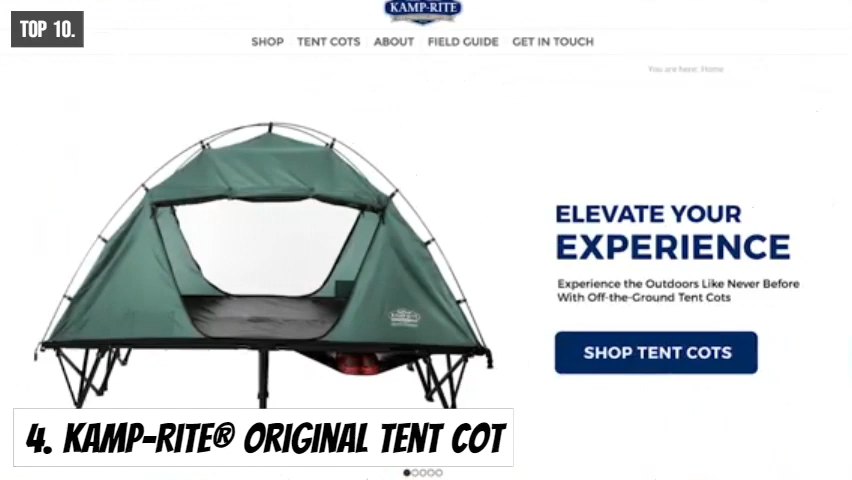 TOP 10.
KAMP-RITE
SHOP TENT COTS ABOUT FIELD GUIDE GET IN TOUCH
You are here: Home
ELEVATE YOUR
EXPERIENCE
Experience the Outdoors Like Never Before
With Off-the-Ground Tent Cots
SHOP TENT COTS
KAMP-RITE
4. KAMP-RITE® ORIGINAL TENT COT